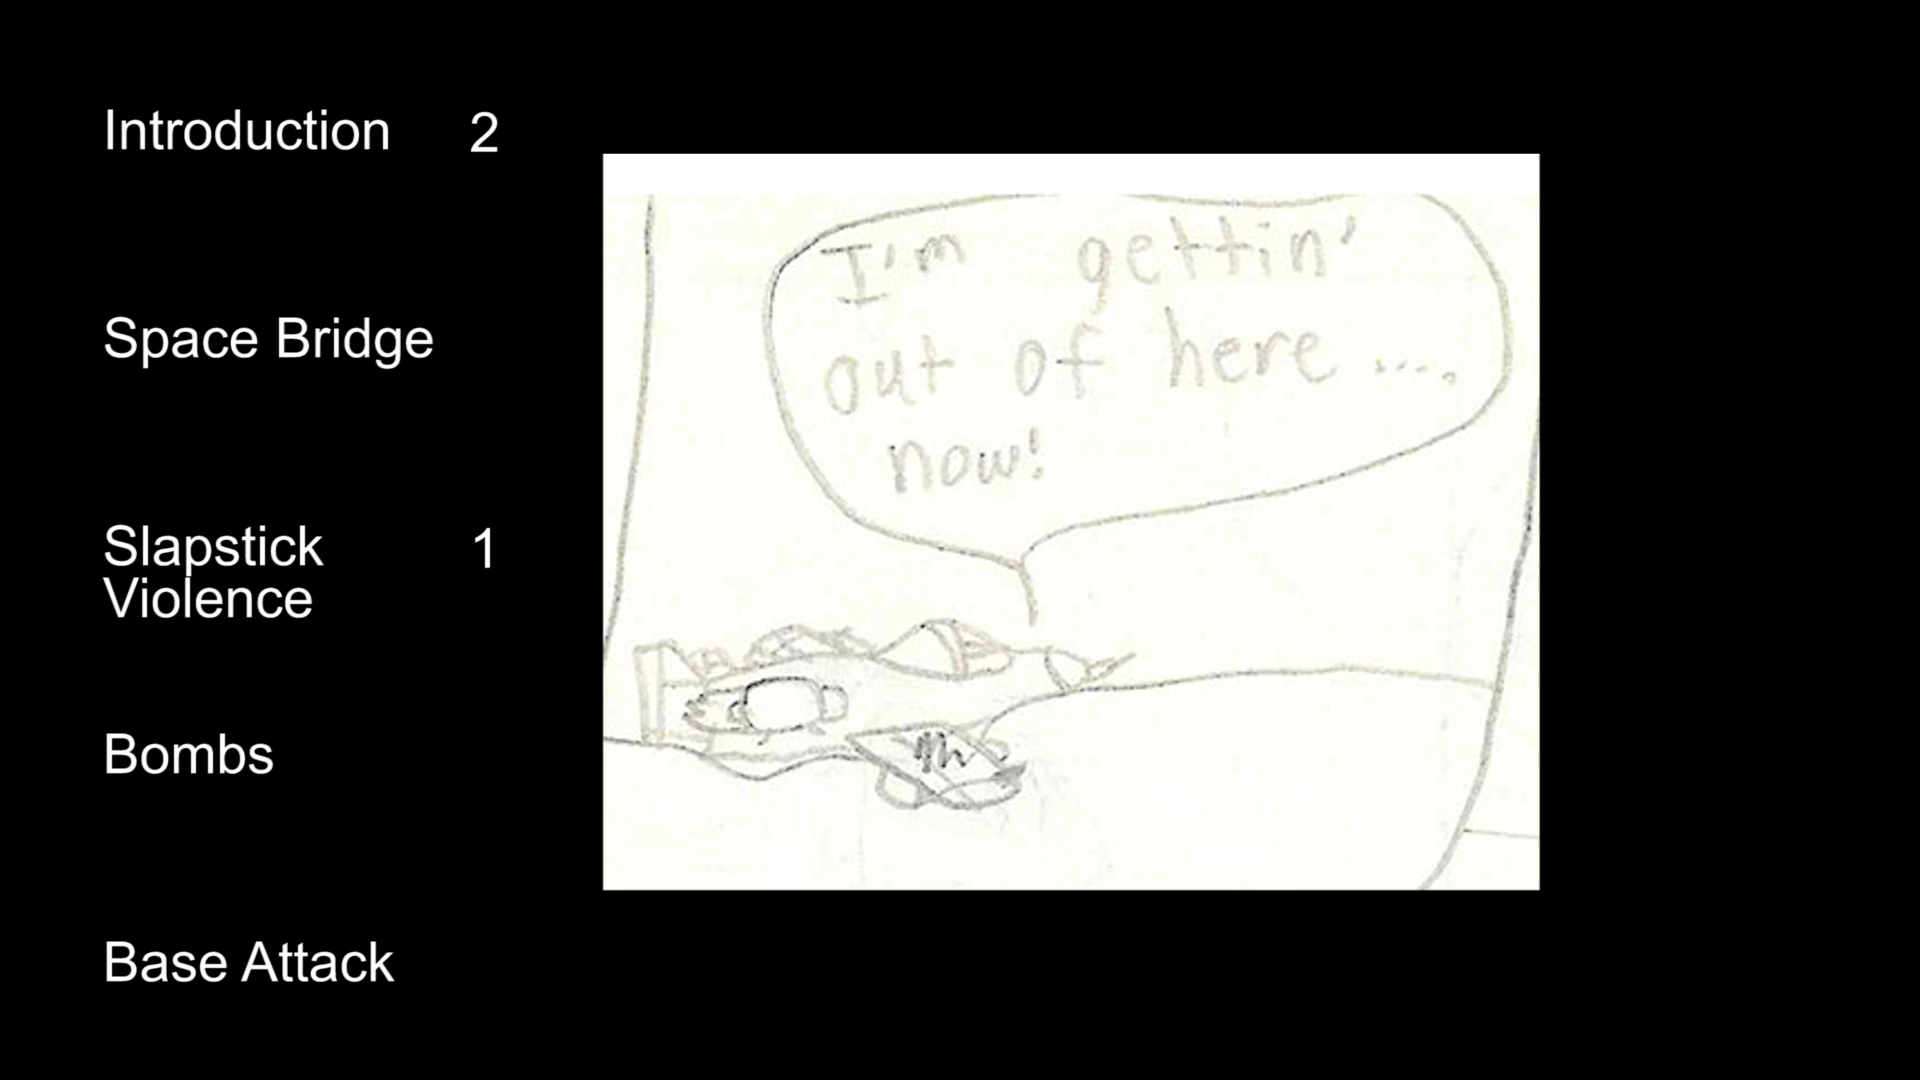 Introduction 2
Space Bridge
Slapstick 1
Violence
Bombs
Base Attack
I'm gettin'
out of here ....
now!